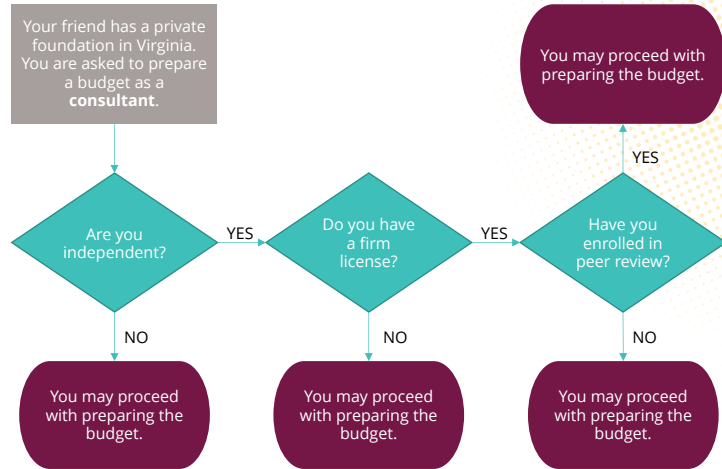 Your friend has a private
foundation in Virginia.
You are asked to prepare
a budget as a
consultant.
You may proceed with
preparing the budget.
YES
Are you
independent?
YES
Do you have
a firm
license?
YES
Have you
enrolled in
peer review?
NO
NO
NO
You may proceed
with preparing the
budget.
You may proceed
with preparing the
budget.
You may proceed
with preparing the
budget.